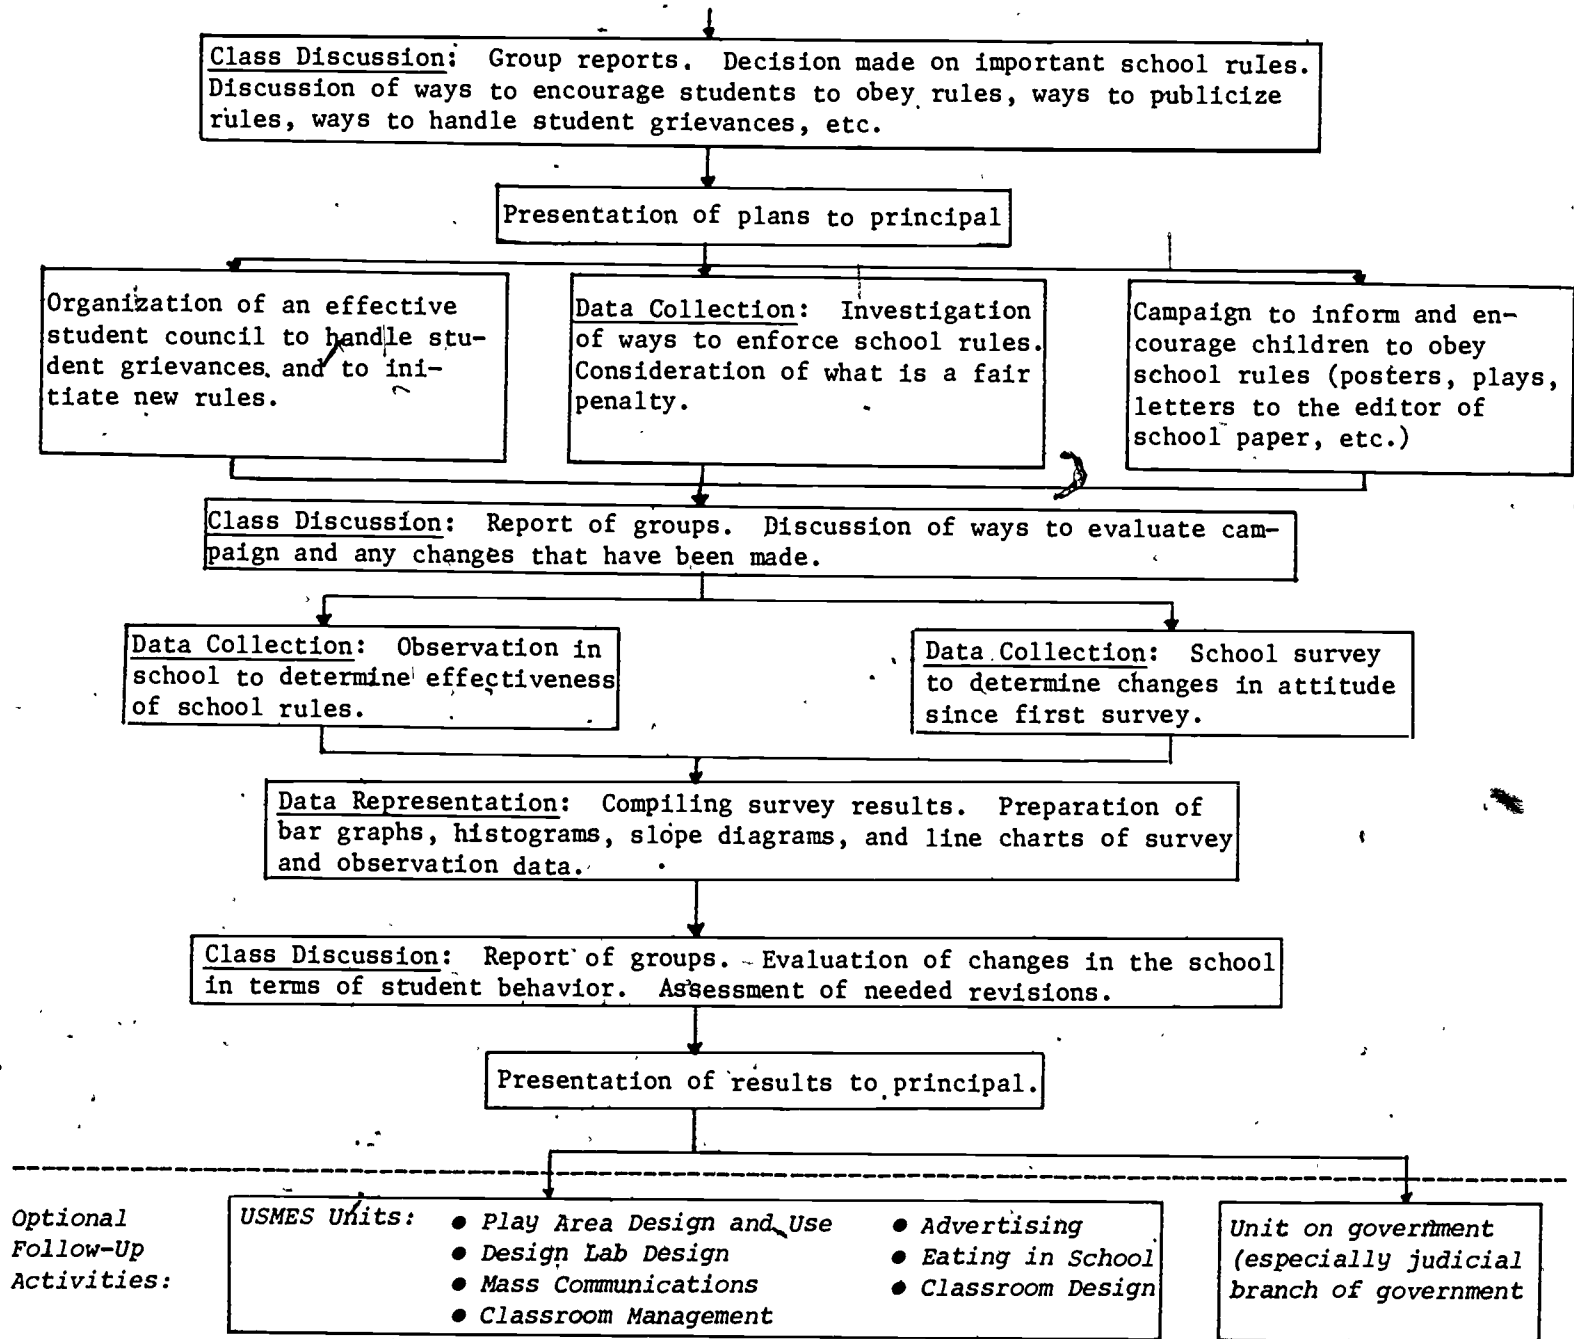 Class Discussion: Group reports. Decision made on important school rules.
Discussion of ways to encourage students to obey rules, ways to publicize
rules, ways to handle student grievances, etc.
Presentation of plans to principal
Organization of an effective
student council to handle stu-
dent grievances and to ini-
tiate new rules.
Data Collection: Investigation
of ways to enforce school rules.
Consideration of what is a fair
penalty.
Campaign to inform and en-
courage children to obey
school rules (posters, plays,
letters to the editor of
school paper, etc.)
Class Discussion: Report of groups. Discussion of ways to evaluate cam-
paign and any changes that have been made.
Data Collection: Observation in
school to determine effectiveness
of school rules.
Data Collection: School survey
to determine changes in attitude
since first survey.
Data Representation: Compiling survey results. Preparation of
bar graphs, histograms, slope diagrams, and line charts of survey
and observation data.
Class Discussion: Report of groups. Evaluation of changes in the school
in terms of student behavior. Assessment of needed revisions.
Presentation of results to principal.
Optional
Follow-Up
Activities:
USMES Units:
● Play Area Design and Use
● Design Lab Design
● Mass Communications
● Classroom Management
● Advertising
● Eating in School
● Classroom Design
Unit on government
(especially judicial
branch of government